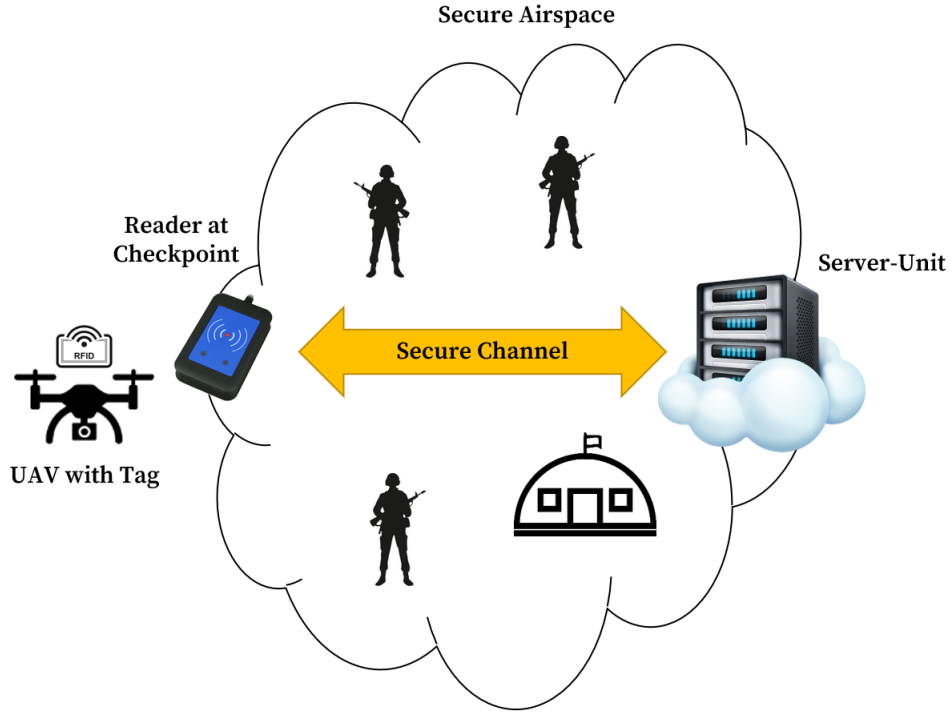 Secure Airspace
Reader at
Checkpoint
Server-Unit
RFID
Secure Channel
UAV with Tag